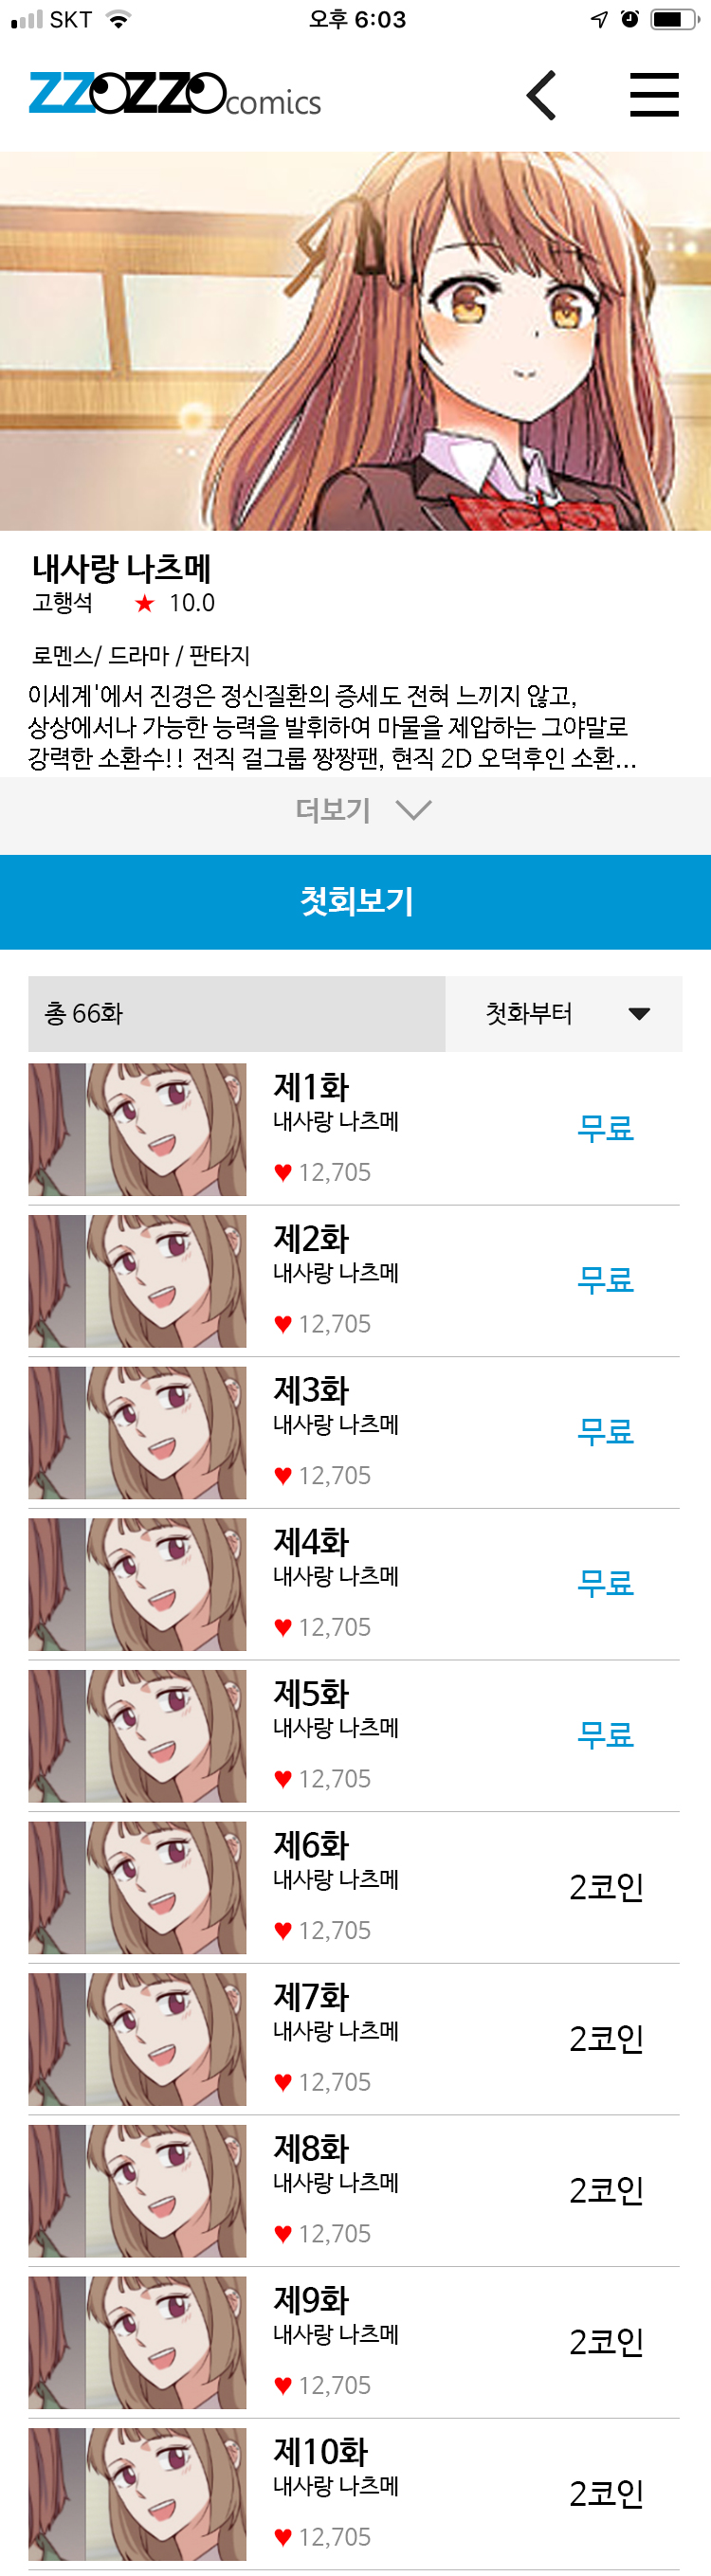 SKT 오후 6:03
ZZOZZO comics
내사랑 나츠메
고행석 ★ 10.0
로멘스/ 드라마 / 판타지
이세계'에서 진경은 정신질환의 증세도 전혀 느끼지 않고,
상상에서나 가능한 능력을 발휘하여 마물을 제압하는 그야말로
강력한 소환수!! 전직 걸그룹 짱짱팬, 현직 2D 오덕후인 소환...
더보기
첫회보기
총 66화 첫화부터
제1화
내사랑 나츠메
무료
♥ 12,705
제2화
내사랑 나츠메
무료
♥ 12,705
제3화
내사랑 나츠메
무료
♥ 12,705
제4화
내사랑 나츠메
무료
♥ 12,705
제5화
내사랑 나츠메
무료
♥ 12,705
제6화
내사랑 나츠메
2코인
♥ 12,705
제7화
내사랑 나츠메
2코인
♥ 12,705
제8화
내사랑 나츠메
2코인
♥ 12,705
제9화
내사랑 나츠메
2코인
♥ 12,705
제10화
내사랑 나츠메
2코인
♥ 12,705